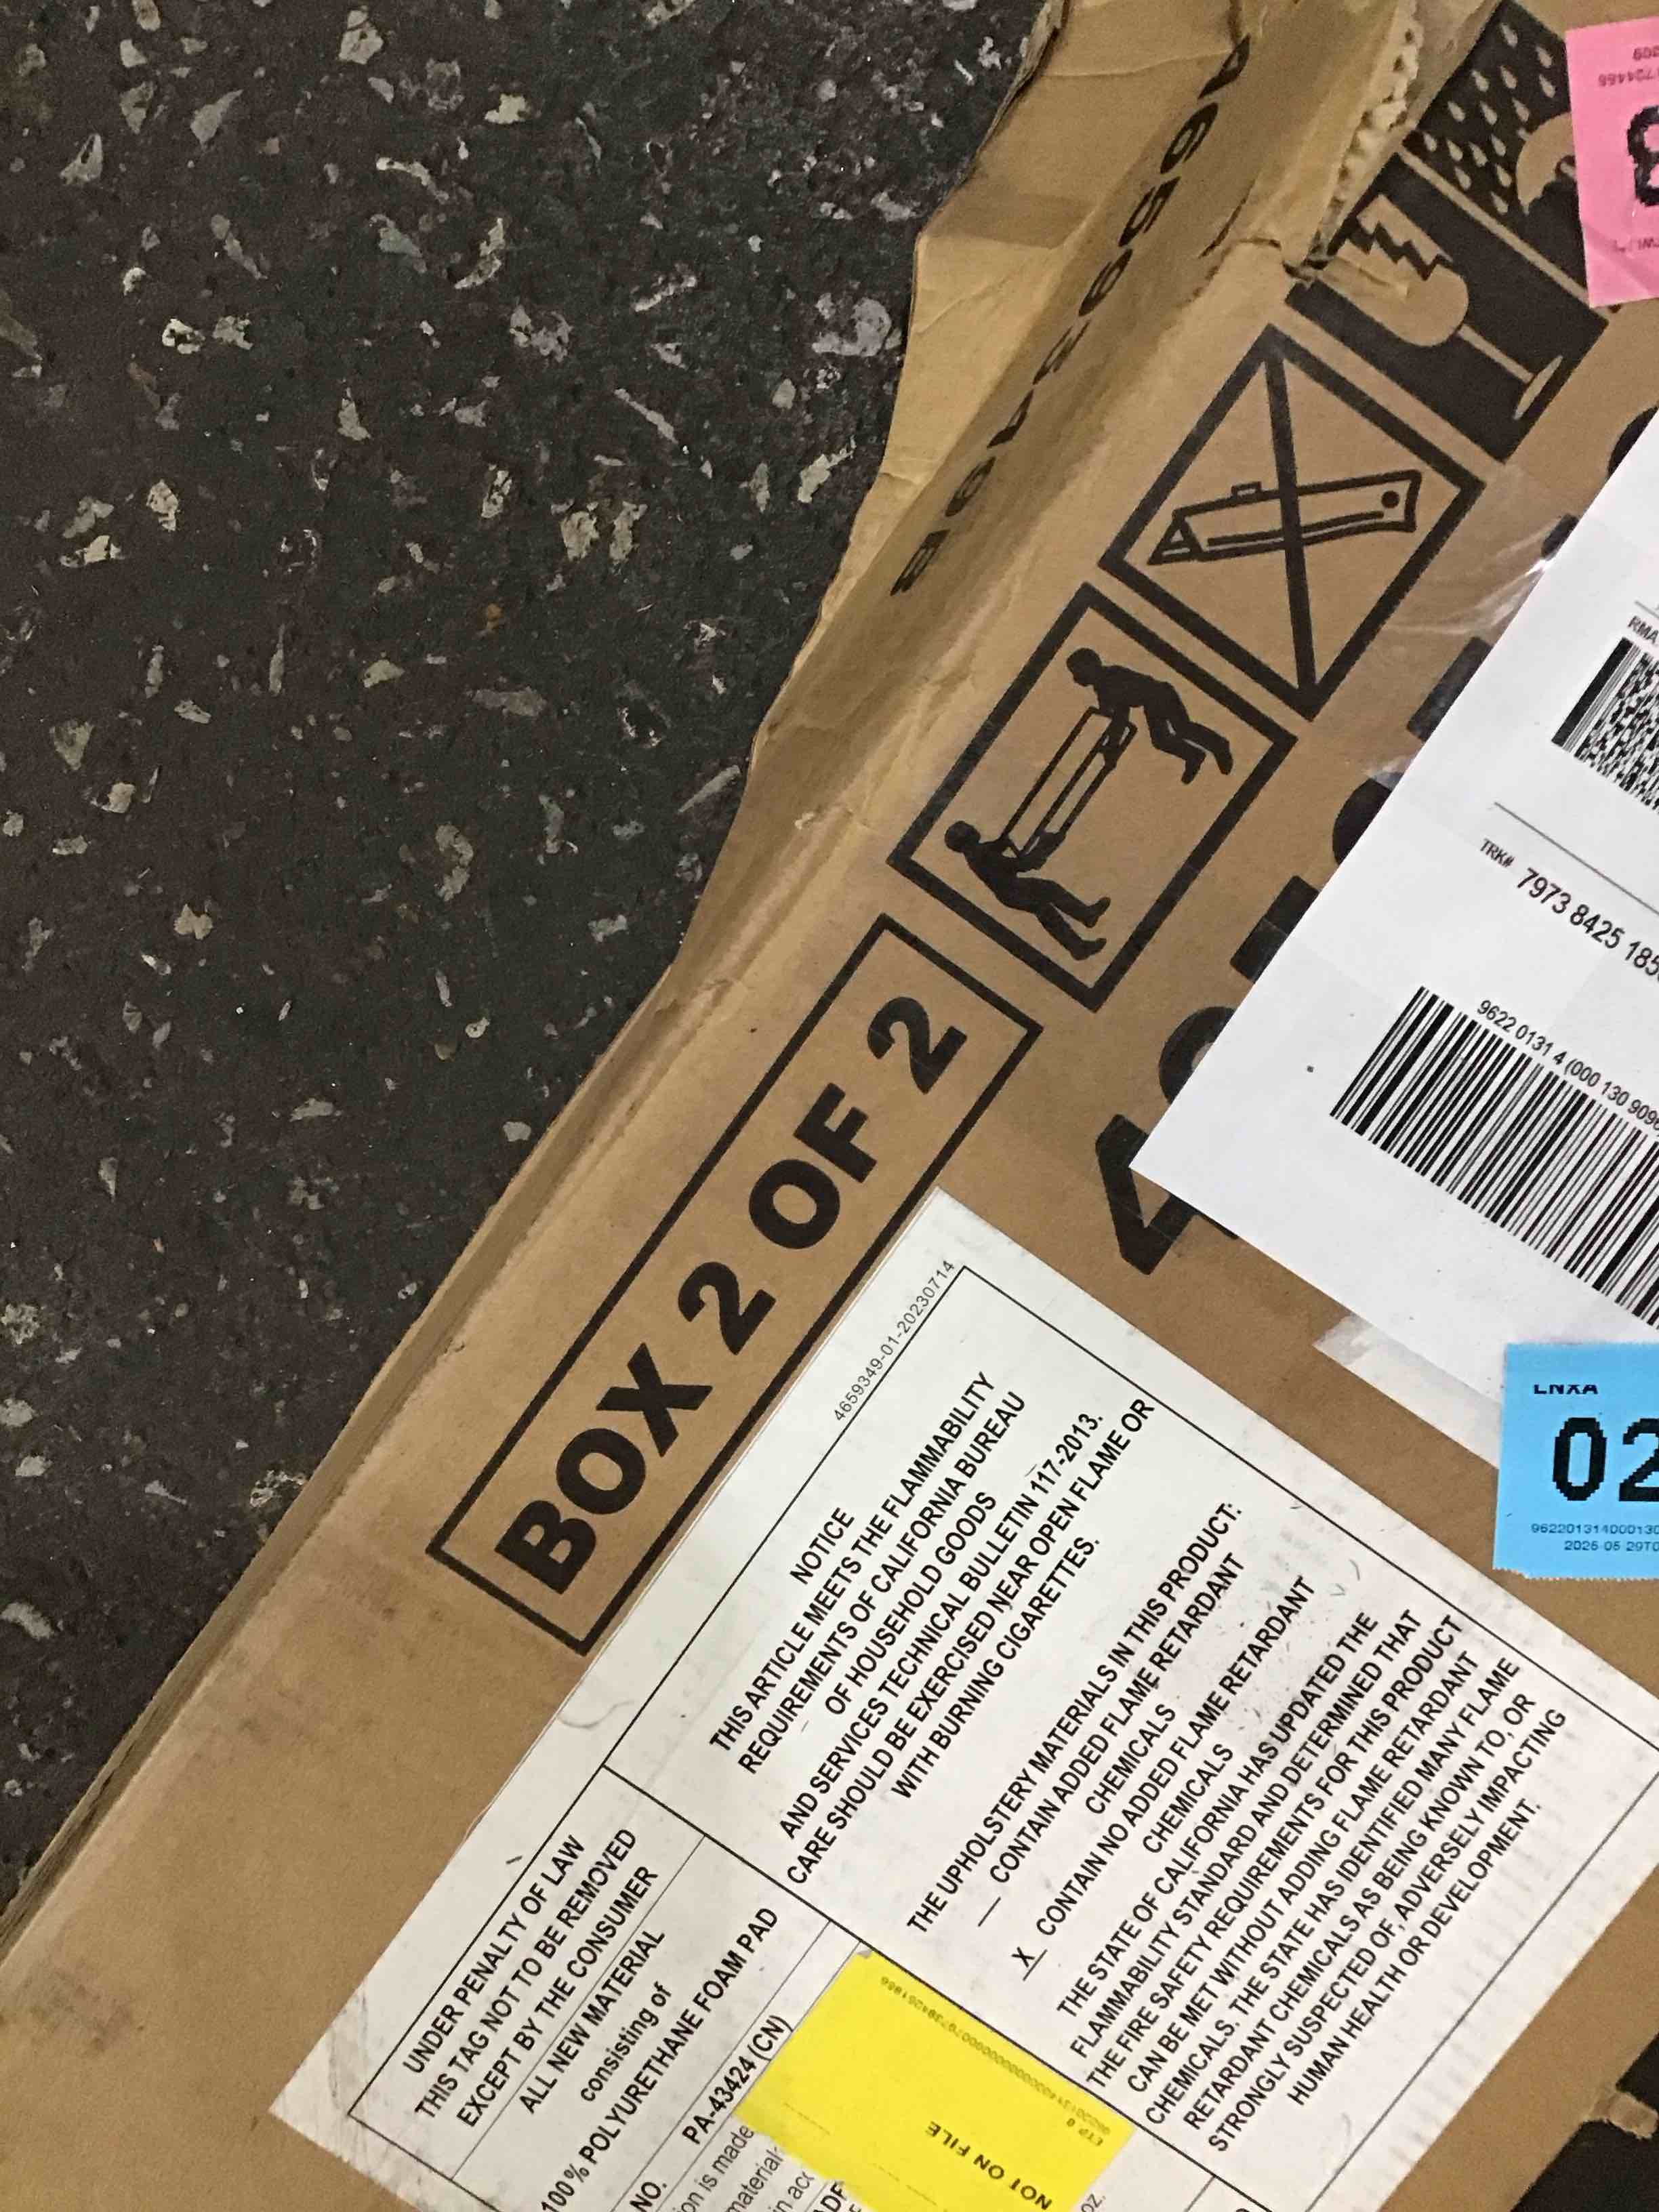 BOX 2 OF 2
4659349-01-20230714
NOTICE
THIS ARTICLE MEETS THE FLAMMABILITY
REQUIREMENTS OF CALIFORNIA BUREAU
OF HOUSEHOLD GOODS
AND SERVICES TECHNICAL BULLETIN 117-2013.
CARE SHOULD BE EXERCISED NEAR OPEN FLAME OR
WITH BURNING CIGARETTES.
THE UPHOLSTERY MATERIALS IN THIS PRODUCT:
__ CONTAIN ADDED FLAME RETARDANT
CHEMICALS
X CONTAIN NO ADDED FLAME RETARDANT
CHEMICALS
THE STATE OF CALIFORNIA HAS UPDATED THE
FLAMMABILITY STANDARD AND DETERMINED THAT
THE FIRE SAFETY REQUIREMENTS FOR THIS PRODUCT
CAN BE MET WITHOUT ADDING FLAME RETARDANT
CHEMICALS. THE STATE HAS IDENTIFIED MANY FLAME
RETARDANT CHEMICALS AS BEING KNOWN TO, OR
STRONGLY SUSPECTED OF, ADVERSELY IMPACTING
HUMAN HEALTH OR DEVELOPMENT.
UNDER PENALTY OF LAW
THIS TAG NOT TO BE REMOVED
EXCEPT BY THE CONSUMER
ALL NEW MATERIAL
consisting of
100% POLYURETHANE FOAM PAD
NO. PA-43424 (CN)
is made
material
in
NOT ON FILE
oz.
RMA
TRK# 7973 8425 185
9622 0131 4 (000 130 909
LNXA
02
962201314000130